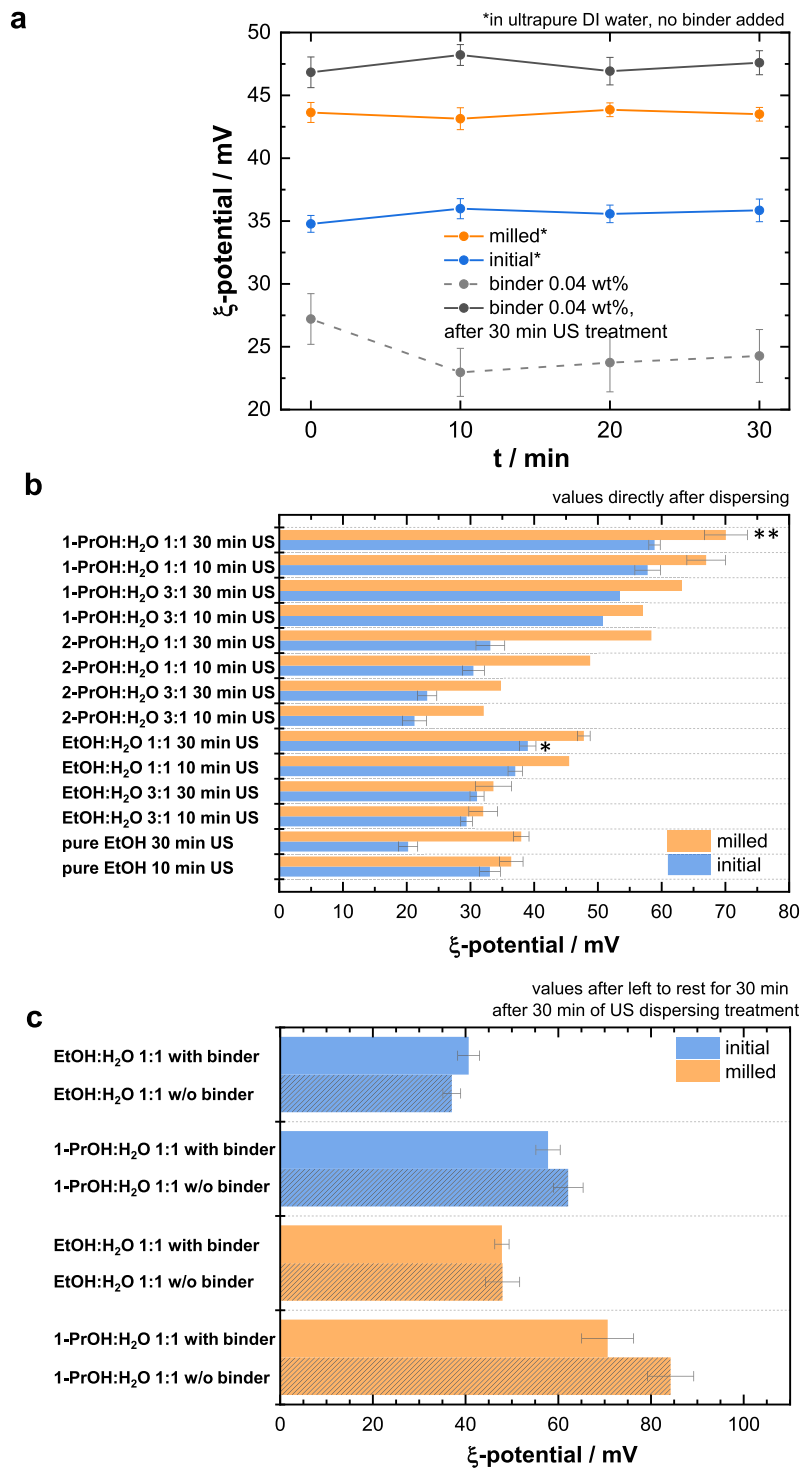 a
*in ultrapure DI water, no binder added
50
45
40
35
30
25
20
ξ-potential / mV
milled*
initial*
binder 0.04 wt%
binder 0.04 wt%,
after 30 min US treatment
0 10 20 30
t / min
b
values directly after dispersing
1-PrOH:H₂O 1:1 30 min US
**
1-PrOH:H₂O 1:1 10 min US
1-PrOH:H₂O 3:1 30 min US
1-PrOH:H₂O 3:1 10 min US
2-PrOH:H₂O 1:1 30 min US
2-PrOH:H₂O 1:1 10 min US
2-PrOH:H₂O 3:1 30 min US
2-PrOH:H₂O 3:1 10 min US
EtOH:H₂O 1:1 30 min US
*
EtOH:H₂O 1:1 10 min US
EtOH:H₂O 3:1 30 min US
EtOH:H₂O 3:1 10 min US
pure EtOH 30 min US
pure EtOH 10 min US
milled
initial
0 10 20 30 40 50 60 70 80
ξ-potential / mV
values after left to rest for 30 min
after 30 min of US dispersing treatment
c
EtOH:H₂O 1:1 with binder
EtOH:H₂O 1:1 w/o binder
1-PrOH:H₂O 1:1 with binder
1-PrOH:H₂O 1:1 w/o binder
EtOH:H₂O 1:1 with binder
EtOH:H₂O 1:1 w/o binder
1-PrOH:H₂O 1:1 with binder
1-PrOH:H₂O 1:1 w/o binder
initial
milled
0 20 40 60 80 100
ξ-potential / mV